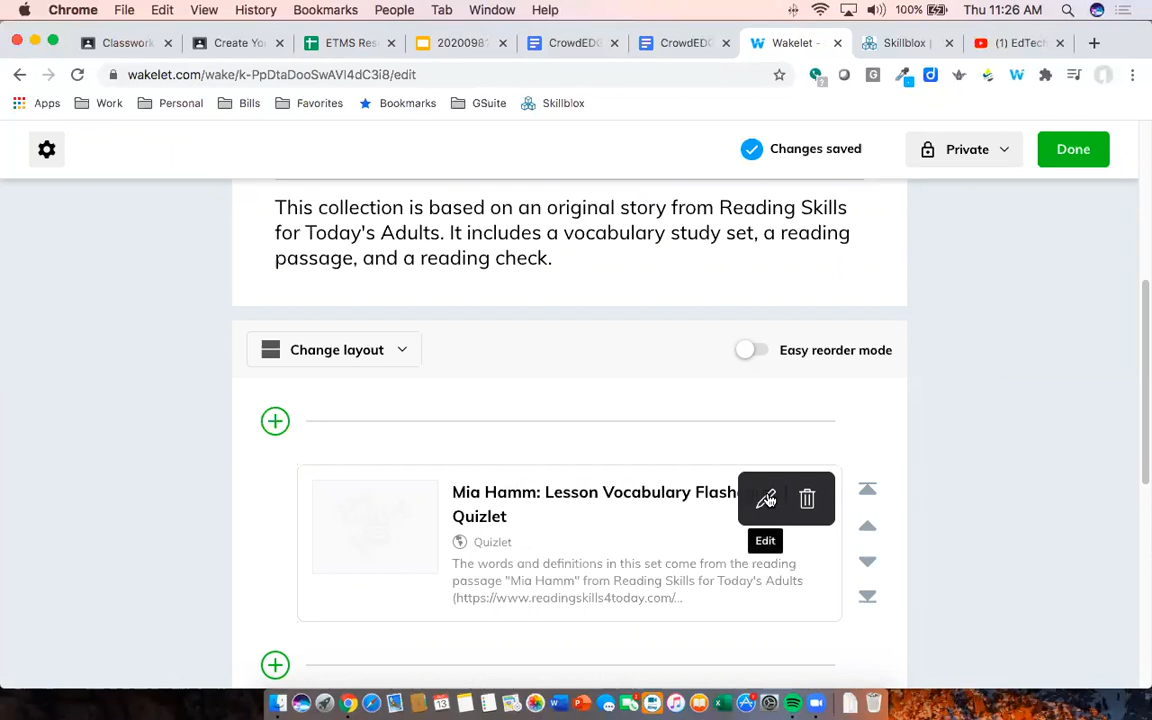 Chrome File Edit View History Bookmarks People Tab Window Help 100% Thu 11:26 AM
Classwork Create Yo ETMS Res 2020098 CrowdEDG CrowdEDG Wakelet - Skillblox | (1) EdTech
wakelet.com/wake/k-PpDtaDooSwAVl4dC3i8/edit
Apps Work Personal Bills Favorites Bookmarks GSuite Skillblox
Changes saved Private Done
This collection is based on an original story from Reading Skills
for Today's Adults. It includes a vocabulary study set, a reading
passage, and a reading check.
Change layout Easy reorder mode
Mia Hamm: Lesson Vocabulary Flash
Quizlet
Edit
Quizlet
The words and definitions in this set come from the reading
passage "Mia Hamm" from Reading Skills for Today's Adults
(https://www.readingskills4today.com/...